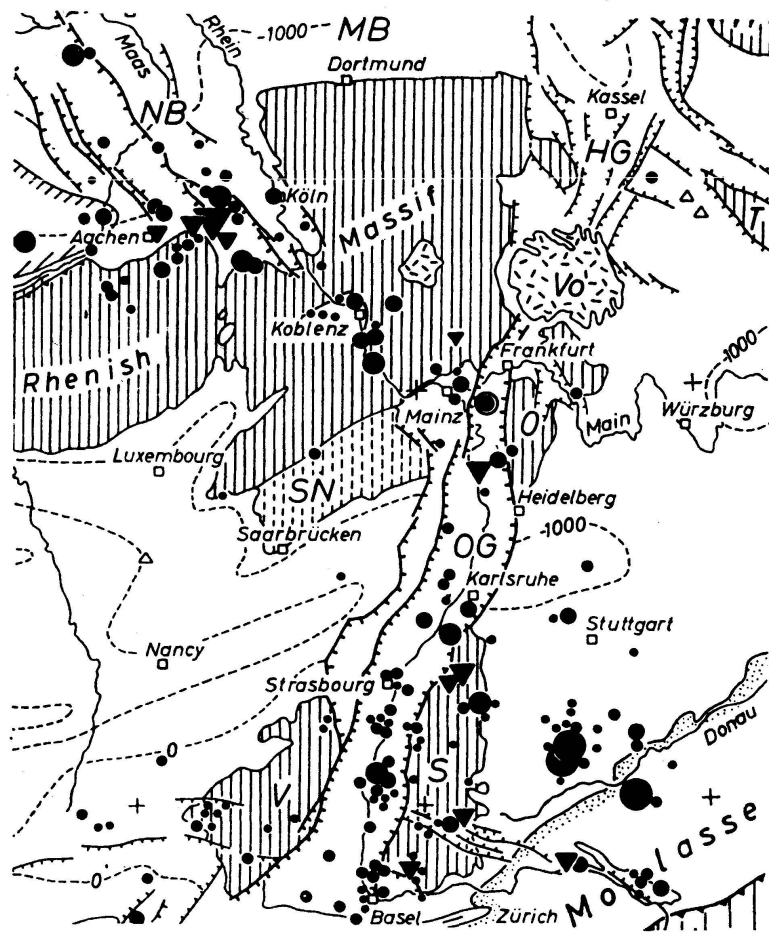 -1000- MB
Rhein
Maas
Dortmund
Kassel
NB
HG
Köln
Massif
T
Aachen
Vo
Koblenz
Rhenish
Frankfurt
-1000-
Mainz
O
Main
Würzburg
Luxembourg
SN
Heidelberg
Saarbrücken
OG
-1000-
Karlsruhe
Stuttgart
Nancy
Strasbourg
Donau
0
V
S
Molasse
0
Basel
Zürich